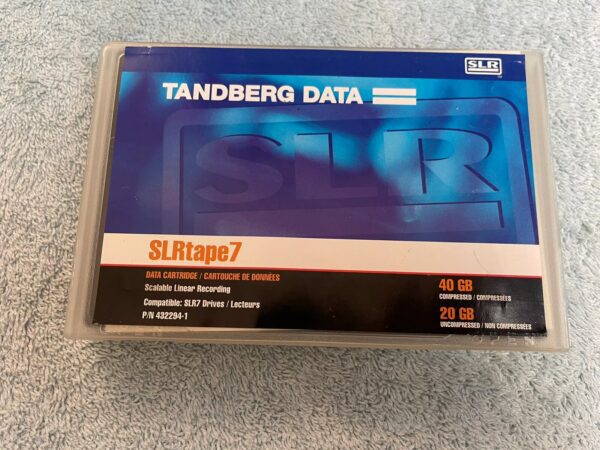 SLR
TANDBERG DATA
SLR
SLRtape7
DATA CARTRIDGE / CARTOUCHE DE DONNÉES
Scalable Linear Recording
Compatible: SLR7 Drives / Lecteurs
P/N 432294-1
40 GB
COMPRESSED / COMPRESSÉES
20 GB
UNCOMPRESSED / NON COMPRESSÉES